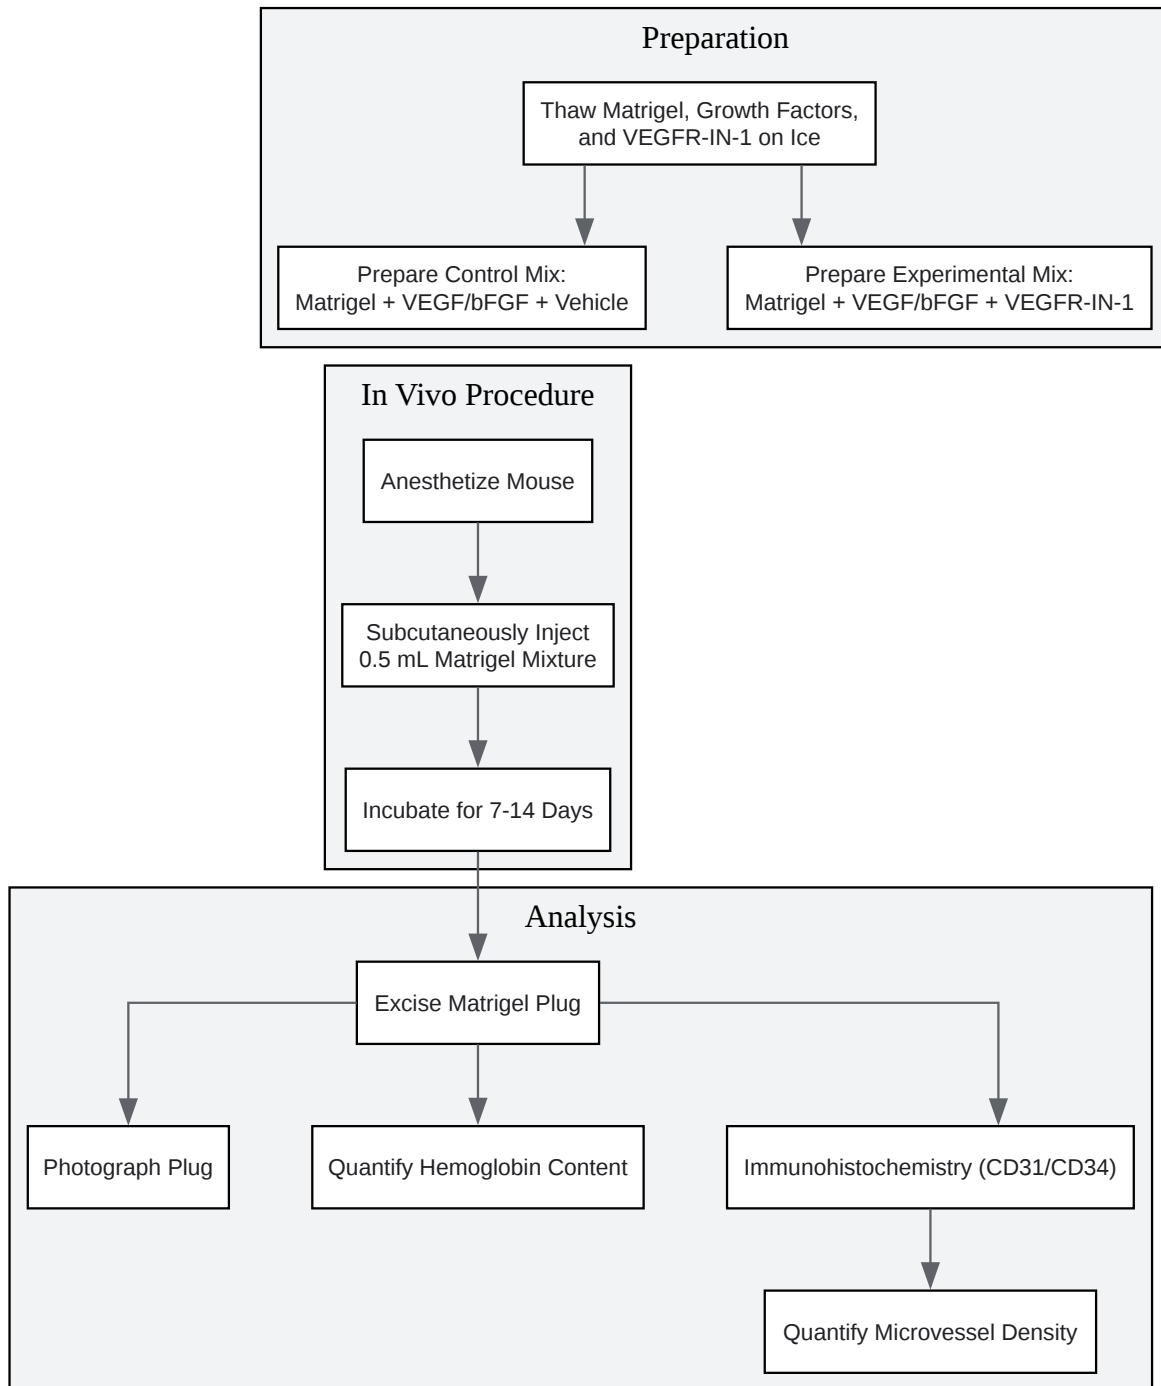 Preparation
Thaw Matrigel, Growth Factors,
and VEGFR-IN-1 on Ice
Prepare Control Mix:
Matrigel + VEGF/bFGF + Vehicle
Prepare Experimental Mix:
Matrigel + VEGF/bFGF + VEGFR-IN-1
In Vivo Procedure
Anesthetize Mouse
Subcutaneously Inject
0.5 mL Matrigel Mixture
Incubate for 7-14 Days
Analysis
Excise Matrigel Plug
Photograph Plug
Quantify Hemoglobin Content
Immunohistochemistry (CD31/CD34)
Quantify Microvessel Density